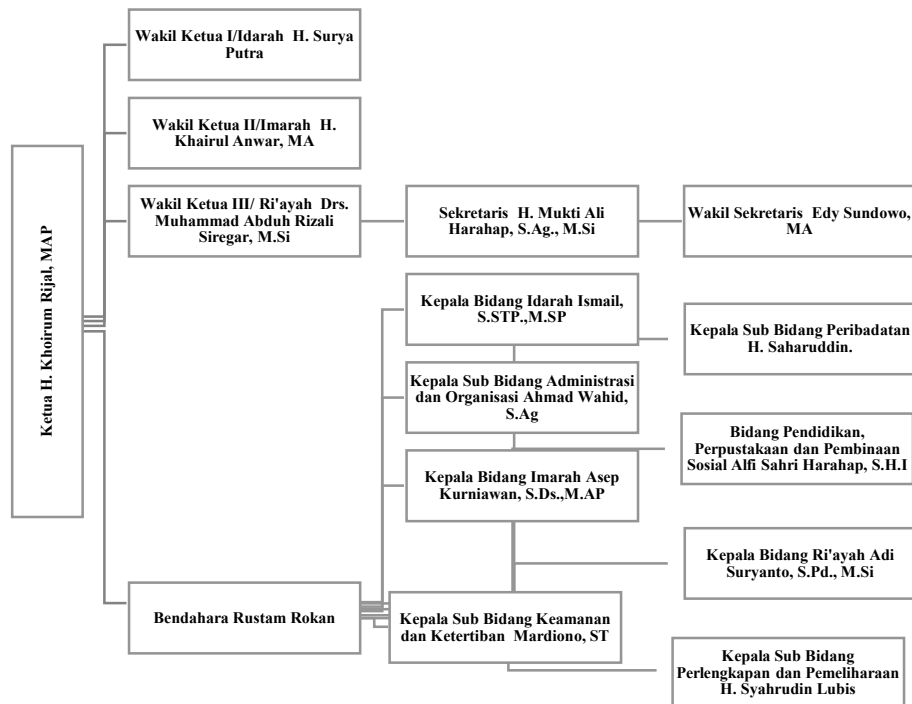 Wakil Ketua I/Idarah H. Surya
Putra
Wakil Ketua II/Imarah H.
Khairul Anwar, MA
Ketua H. Khoirum Rijal, MAP
Wakil Ketua III/ Ri'ayah Drs.
Muhammad Abduh Rizali
Siregar, M.Si
Sekretaris H. Mukti Ali
Harahap, S.Ag., M.Si
Wakil Sekretaris Edy Sundowo,
MA
Kepala Bidang Idarah Ismail,
S.STP.,M.SP
Kepala Sub Bidang Peribadatan
H. Saharuddin.
Kepala Sub Bidang Administrasi
dan Organisasi Ahmad Wahid,
S.Ag
Bidang Pendidikan,
Perpustakaan dan Pembinaan
Sosial Alfi Sahri Harahap, S.H.I
Kepala Bidang Imarah Asep
Kurniawan, S.Ds.,M.AP
Kepala Bidang Ri'ayah Adi
Suryanto, S.Pd., M.Si
Bendahara Rustam Rokan
Kepala Sub Bidang Keamanan
dan Ketertiban Mardiono, ST
Kepala Sub Bidang
Perlengkapan dan Pemeliharaan
H. Syahrudin Lubis